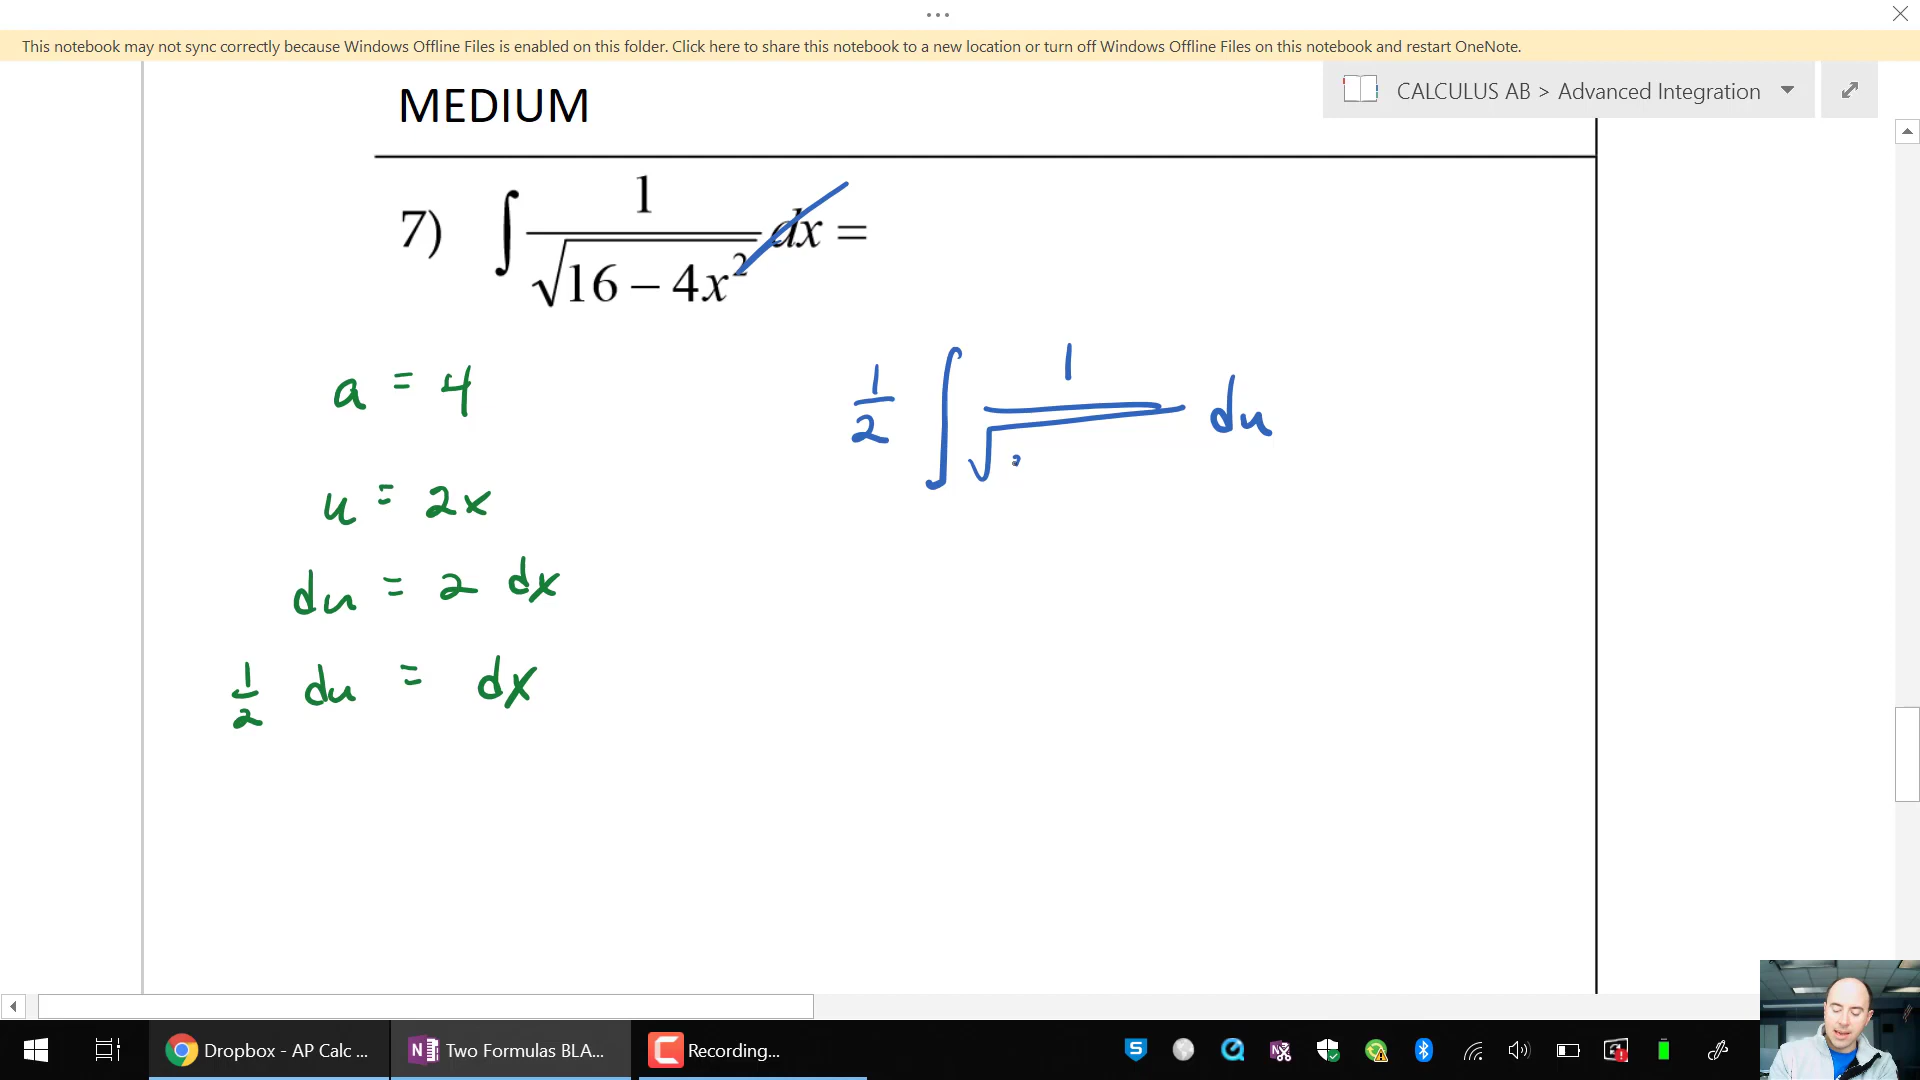 This notebook may not sync correctly because Windows Offline Files is enabled on this folder. Click here to share this notebook to a new location or turn off Windows Offline Files on this notebook and restart OneNote.
CALCULUS AB > Advanced Integration
MEDIUM
7) ∫ 1/√(16 − 4x²) dx =
a = 4
1/2 ∫ 1/√ du
u = 2x
du = 2 dx
1/2 du = dx
Dropbox - AP Calc ...
Two Formulas BLA...
Recording...